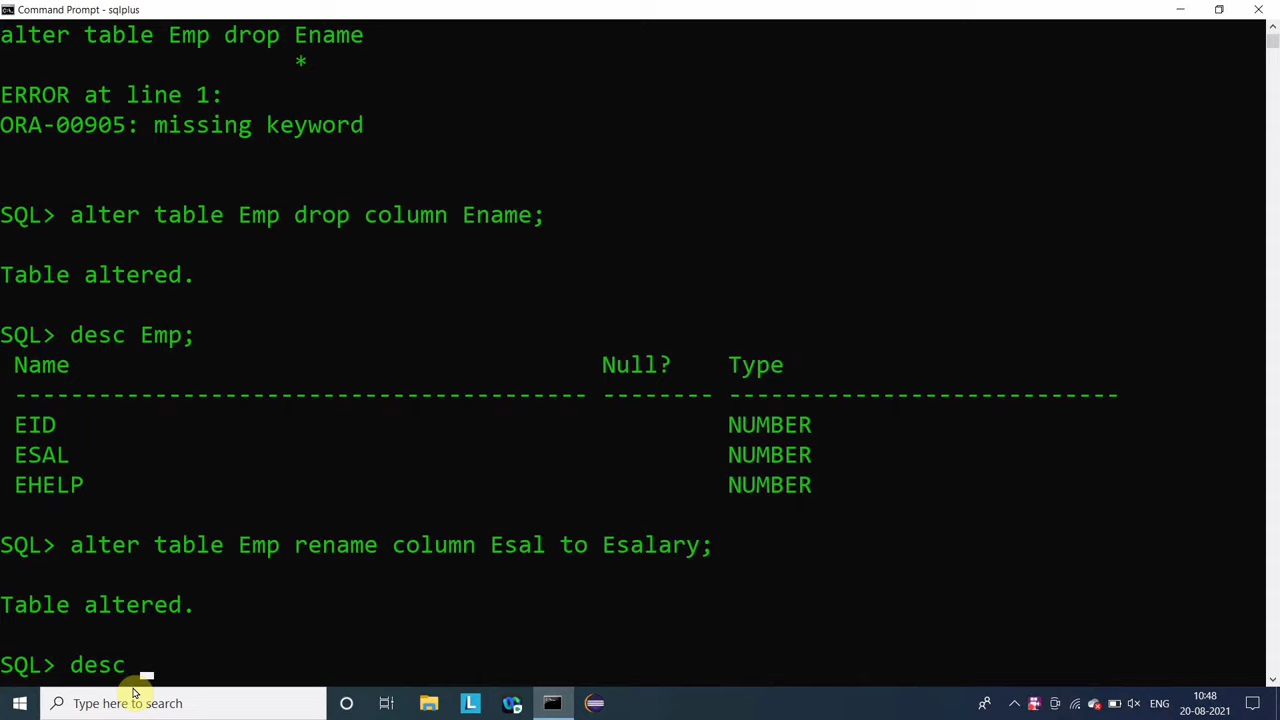 Command Prompt - sqlplus
alter table Emp drop Ename
*
ERROR at line 1:
ORA-00905: missing keyword
SQL> alter table Emp drop column Ename;
Table altered.
SQL> desc Emp;
Name Null? Type
----------------------------------------- -------- ----------------------------
EID NUMBER
ESAL NUMBER
EHELP NUMBER
SQL> alter table Emp rename column Esal to Esalary;
Table altered.
SQL> desc
Type here to search
L
ENG
10:48
20-08-2021